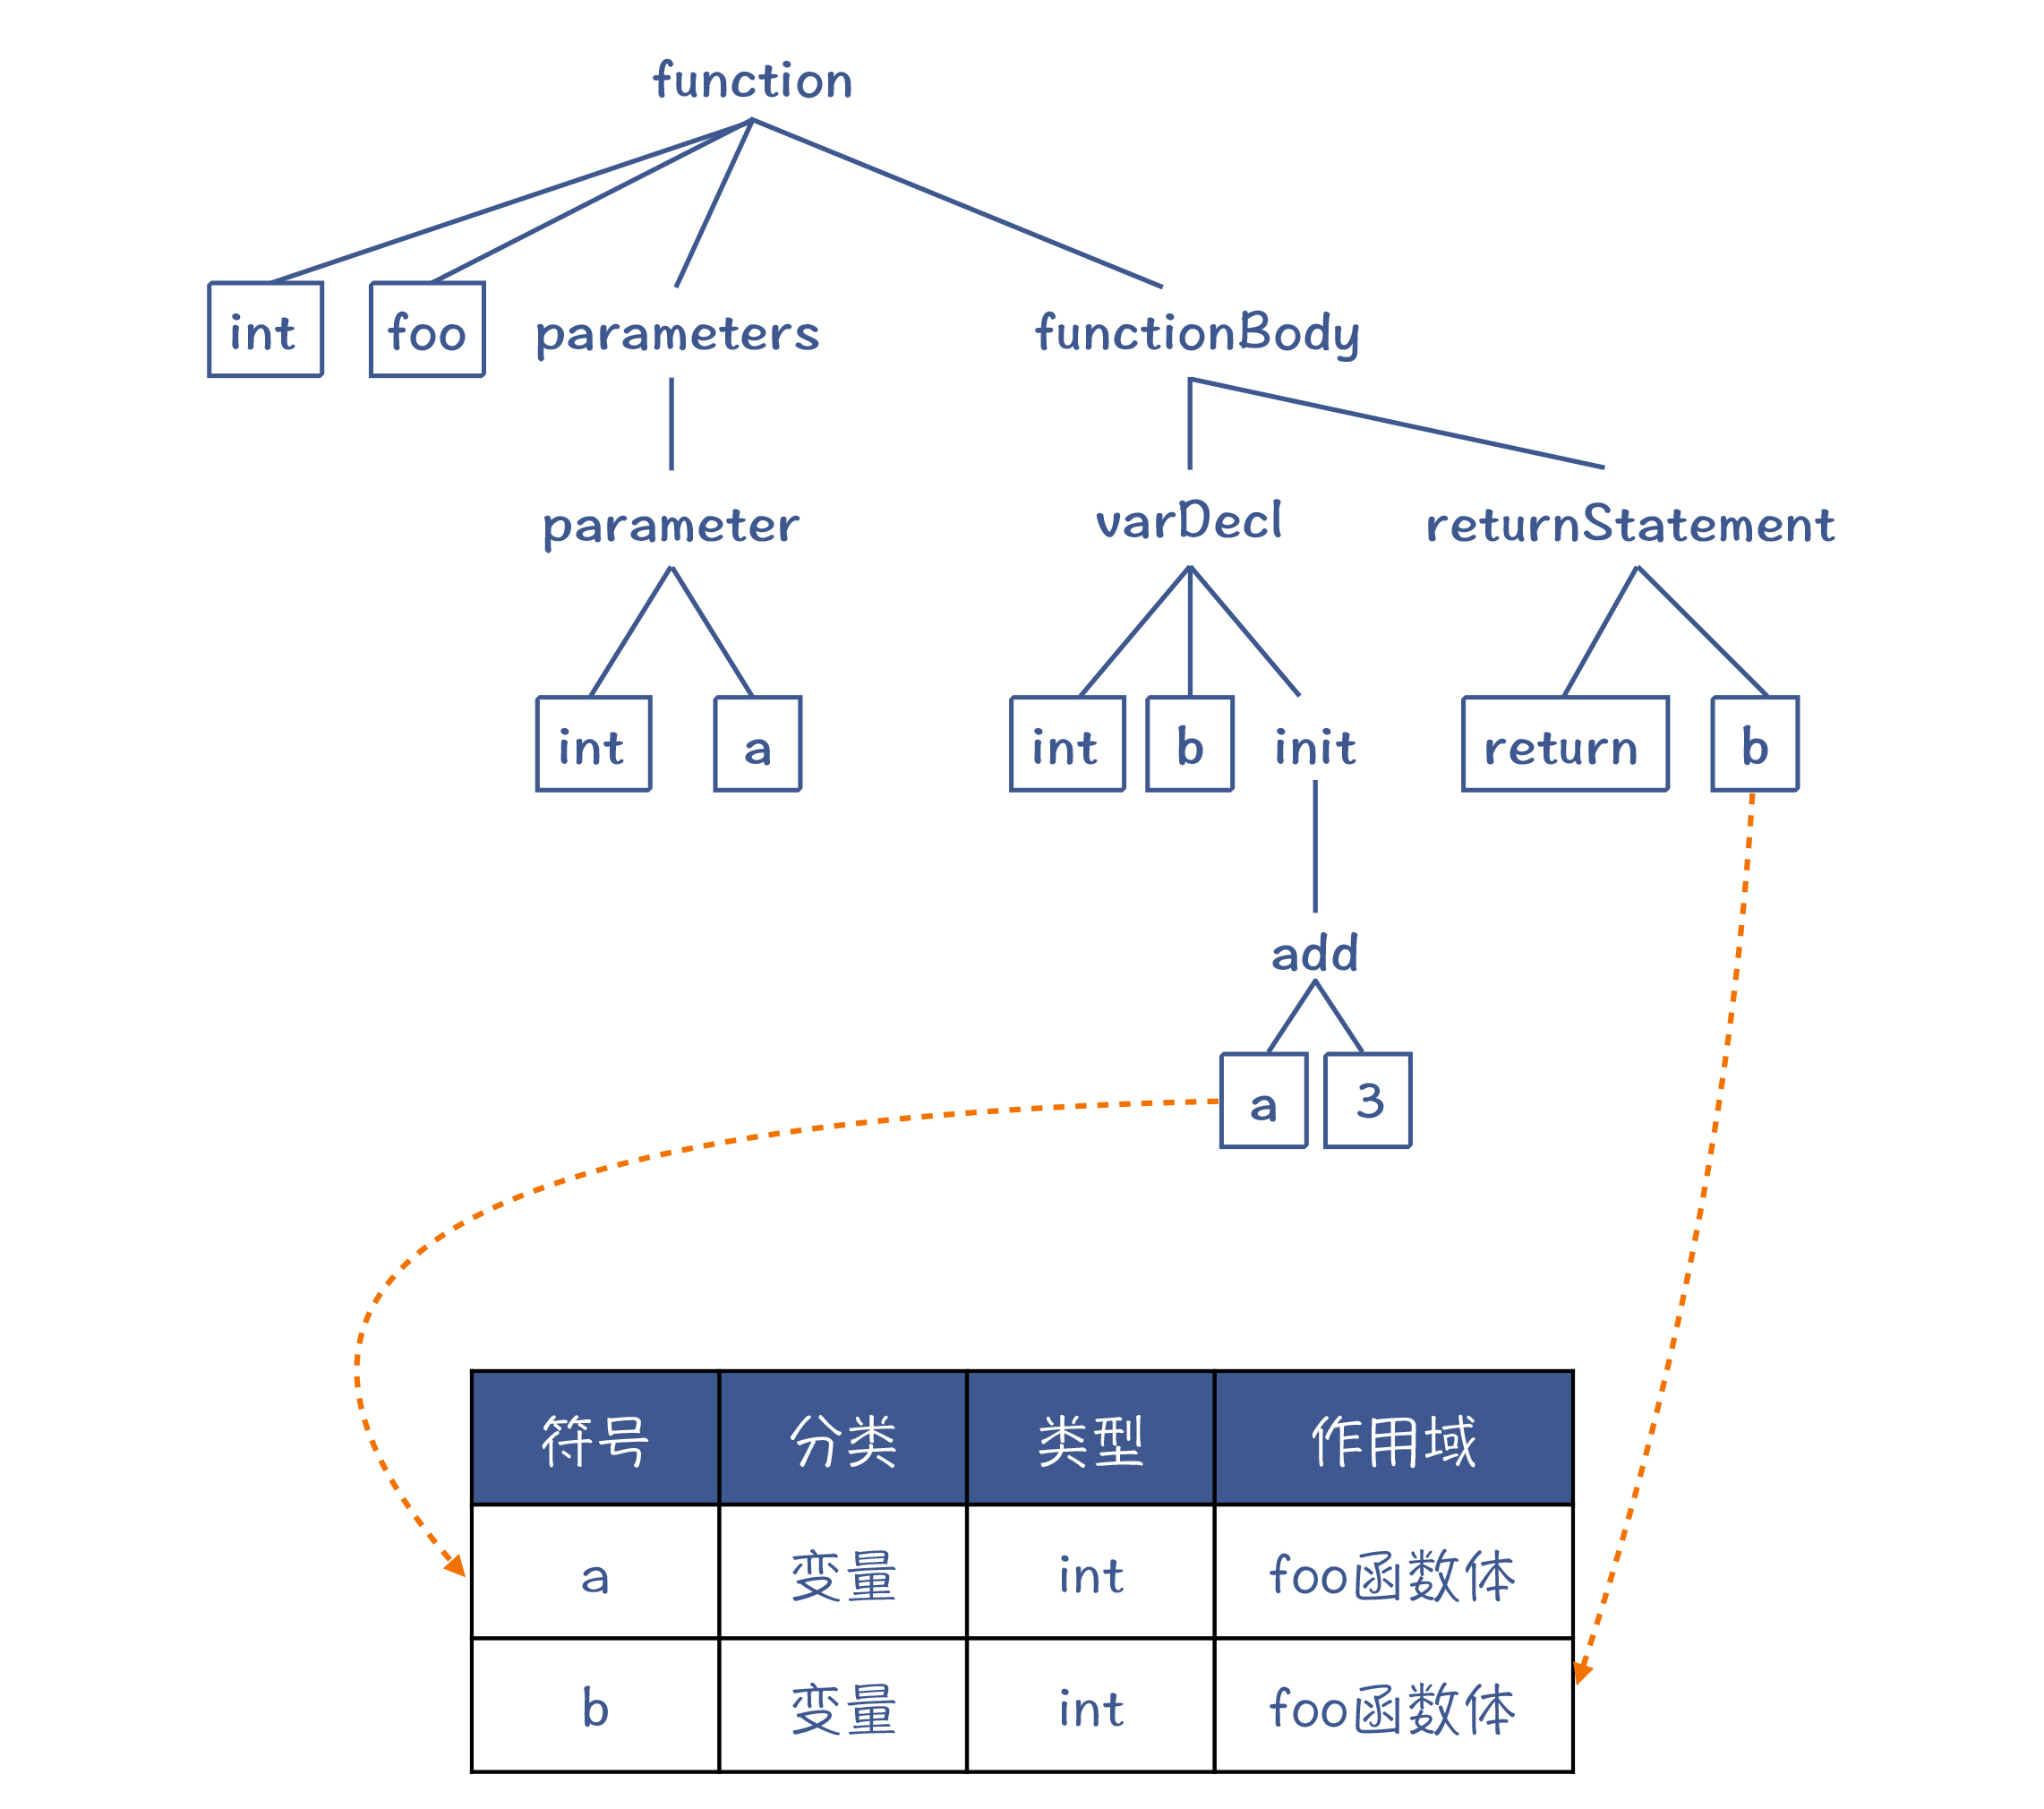 function
int foo parameters functionBody
parameter varDecl returnStatement
int a int b init return b
add
a 3
符号 分类 类型 作用域
a 变量 int foo函数体
b 变量 int foo函数体